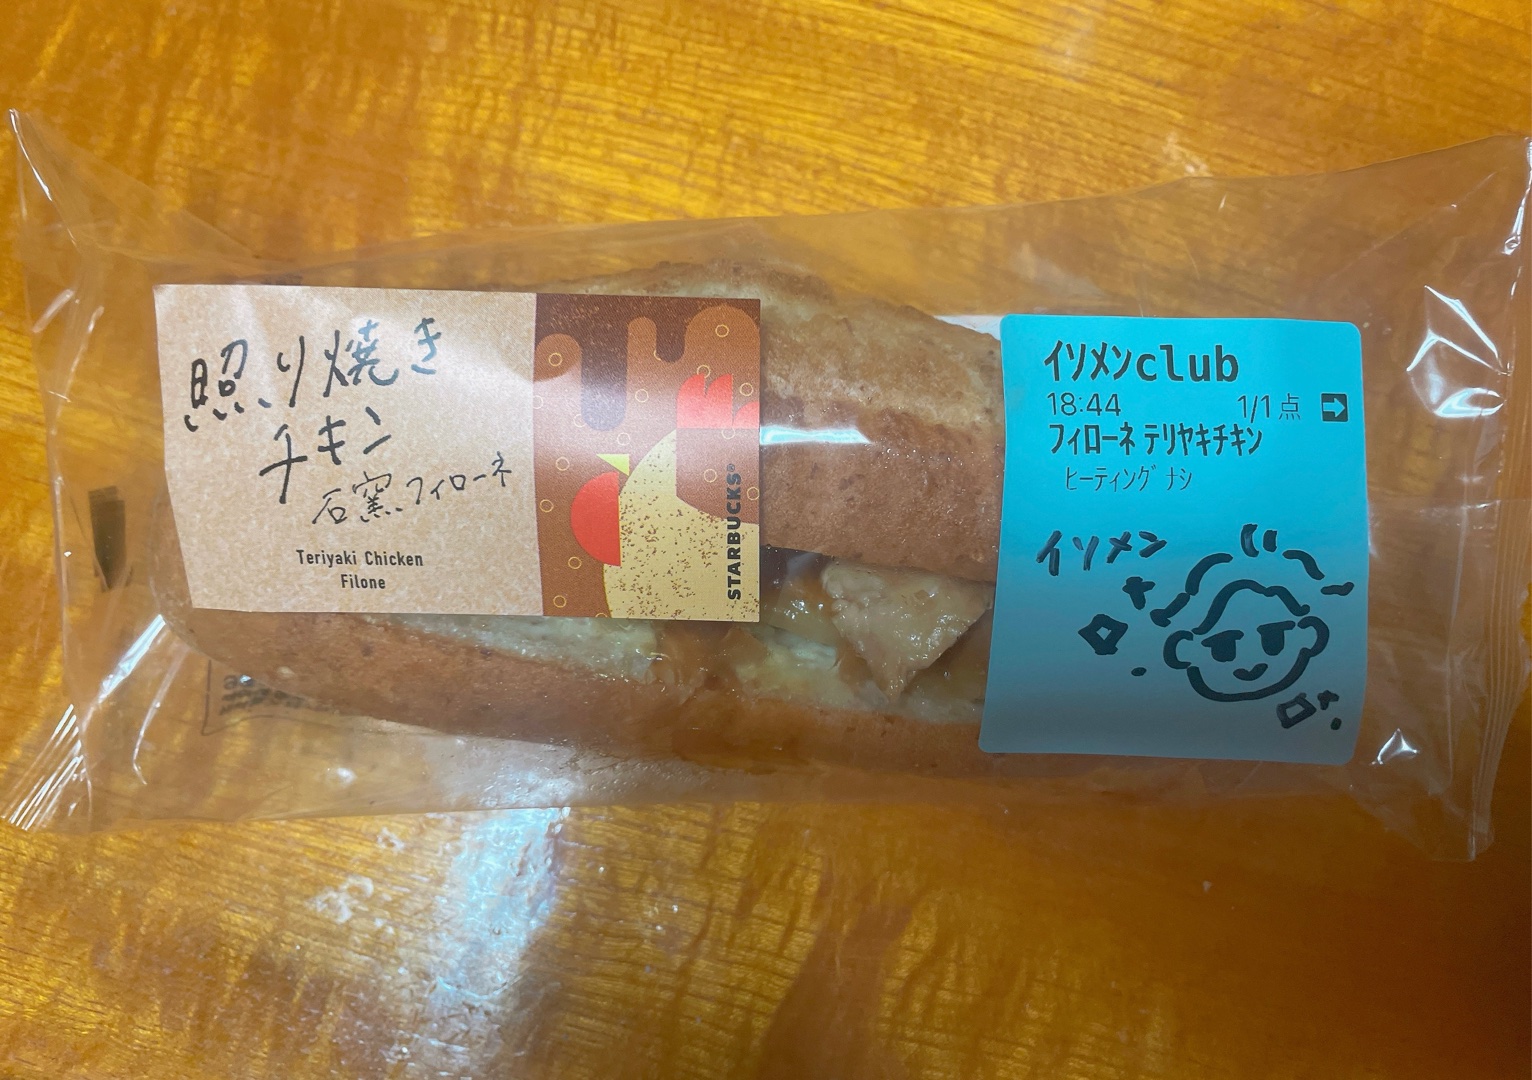 照り焼き
チキン
石窯フィローネ
Teriyaki Chicken
Filone
STARBUCKS®
イソメンclub
18:44 1/1点
フィローネ テリヤキチキン
ヒーティング ナシ
イソメン